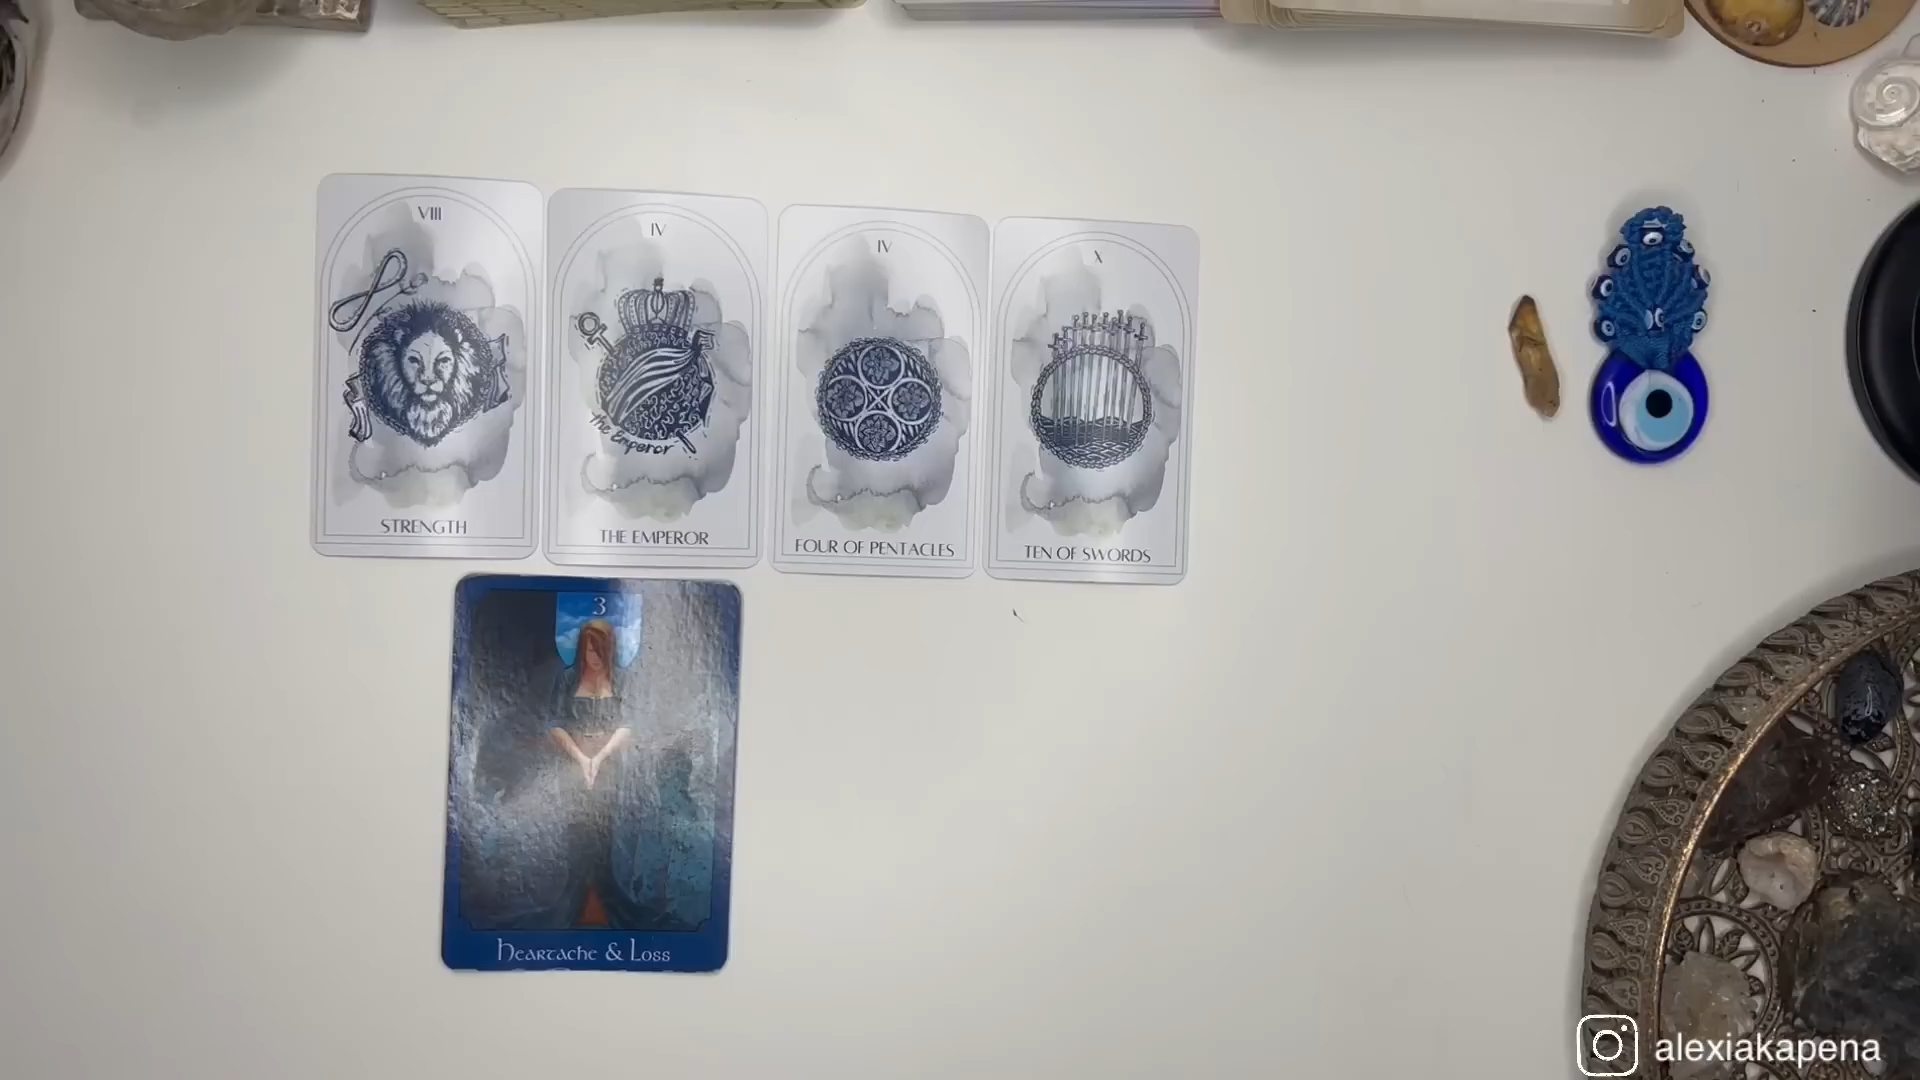 VIII
STRENGTH
IV
the Emperor
THE EMPEROR
IV
FOUR OF PENTACLES
X
TEN OF SWORDS
3
Heartache & Loss
alexiakapena